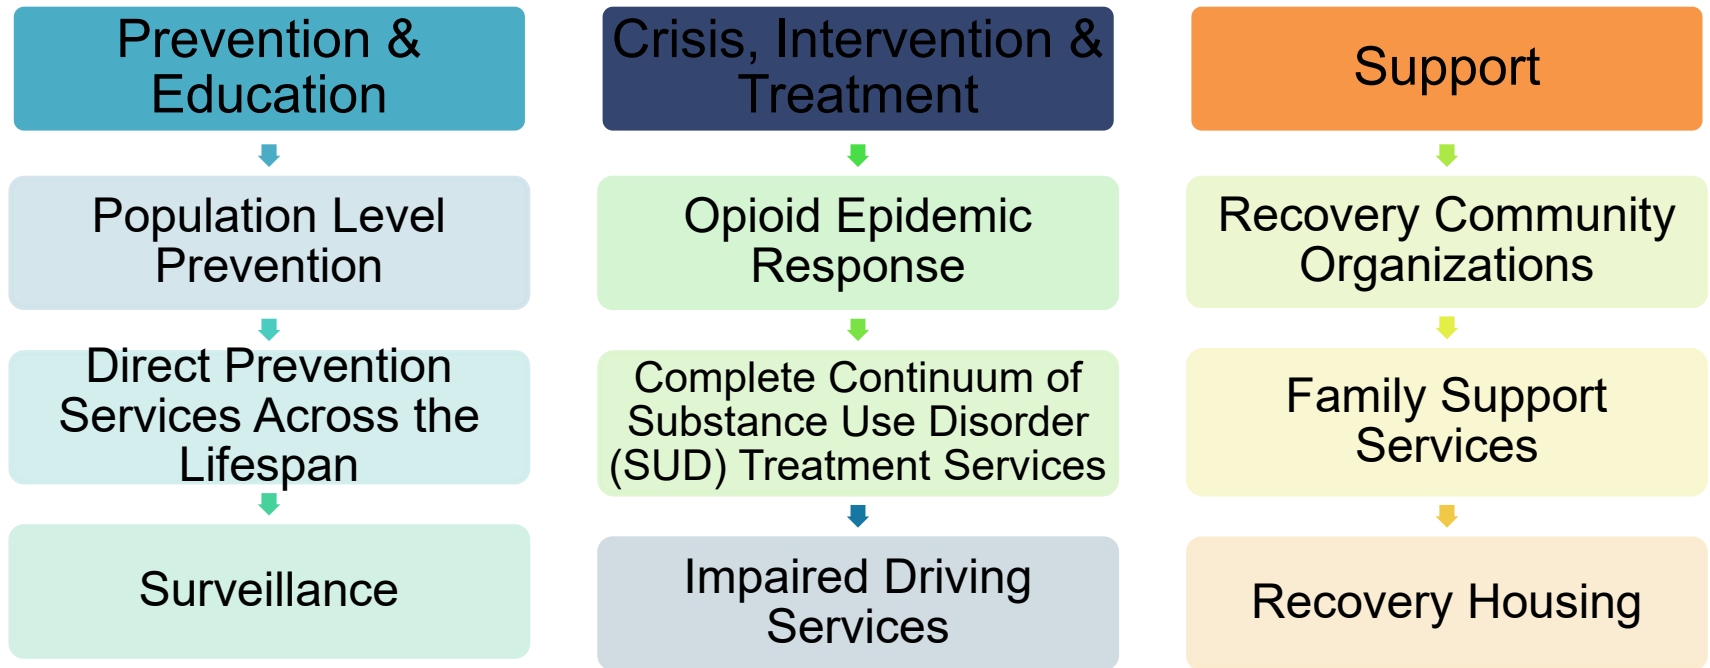 Prevention &
Education
Population Level
Prevention
Direct Prevention
Services Across the
Lifespan
Surveillance
Crisis, Intervention &
Treatment
Opioid Epidemic
Response
Complete Continuum of
Substance Use Disorder
(SUD) Treatment Services
Impaired Driving
Services
Support
Recovery Community
Organizations
Family Support
Services
Recovery Housing